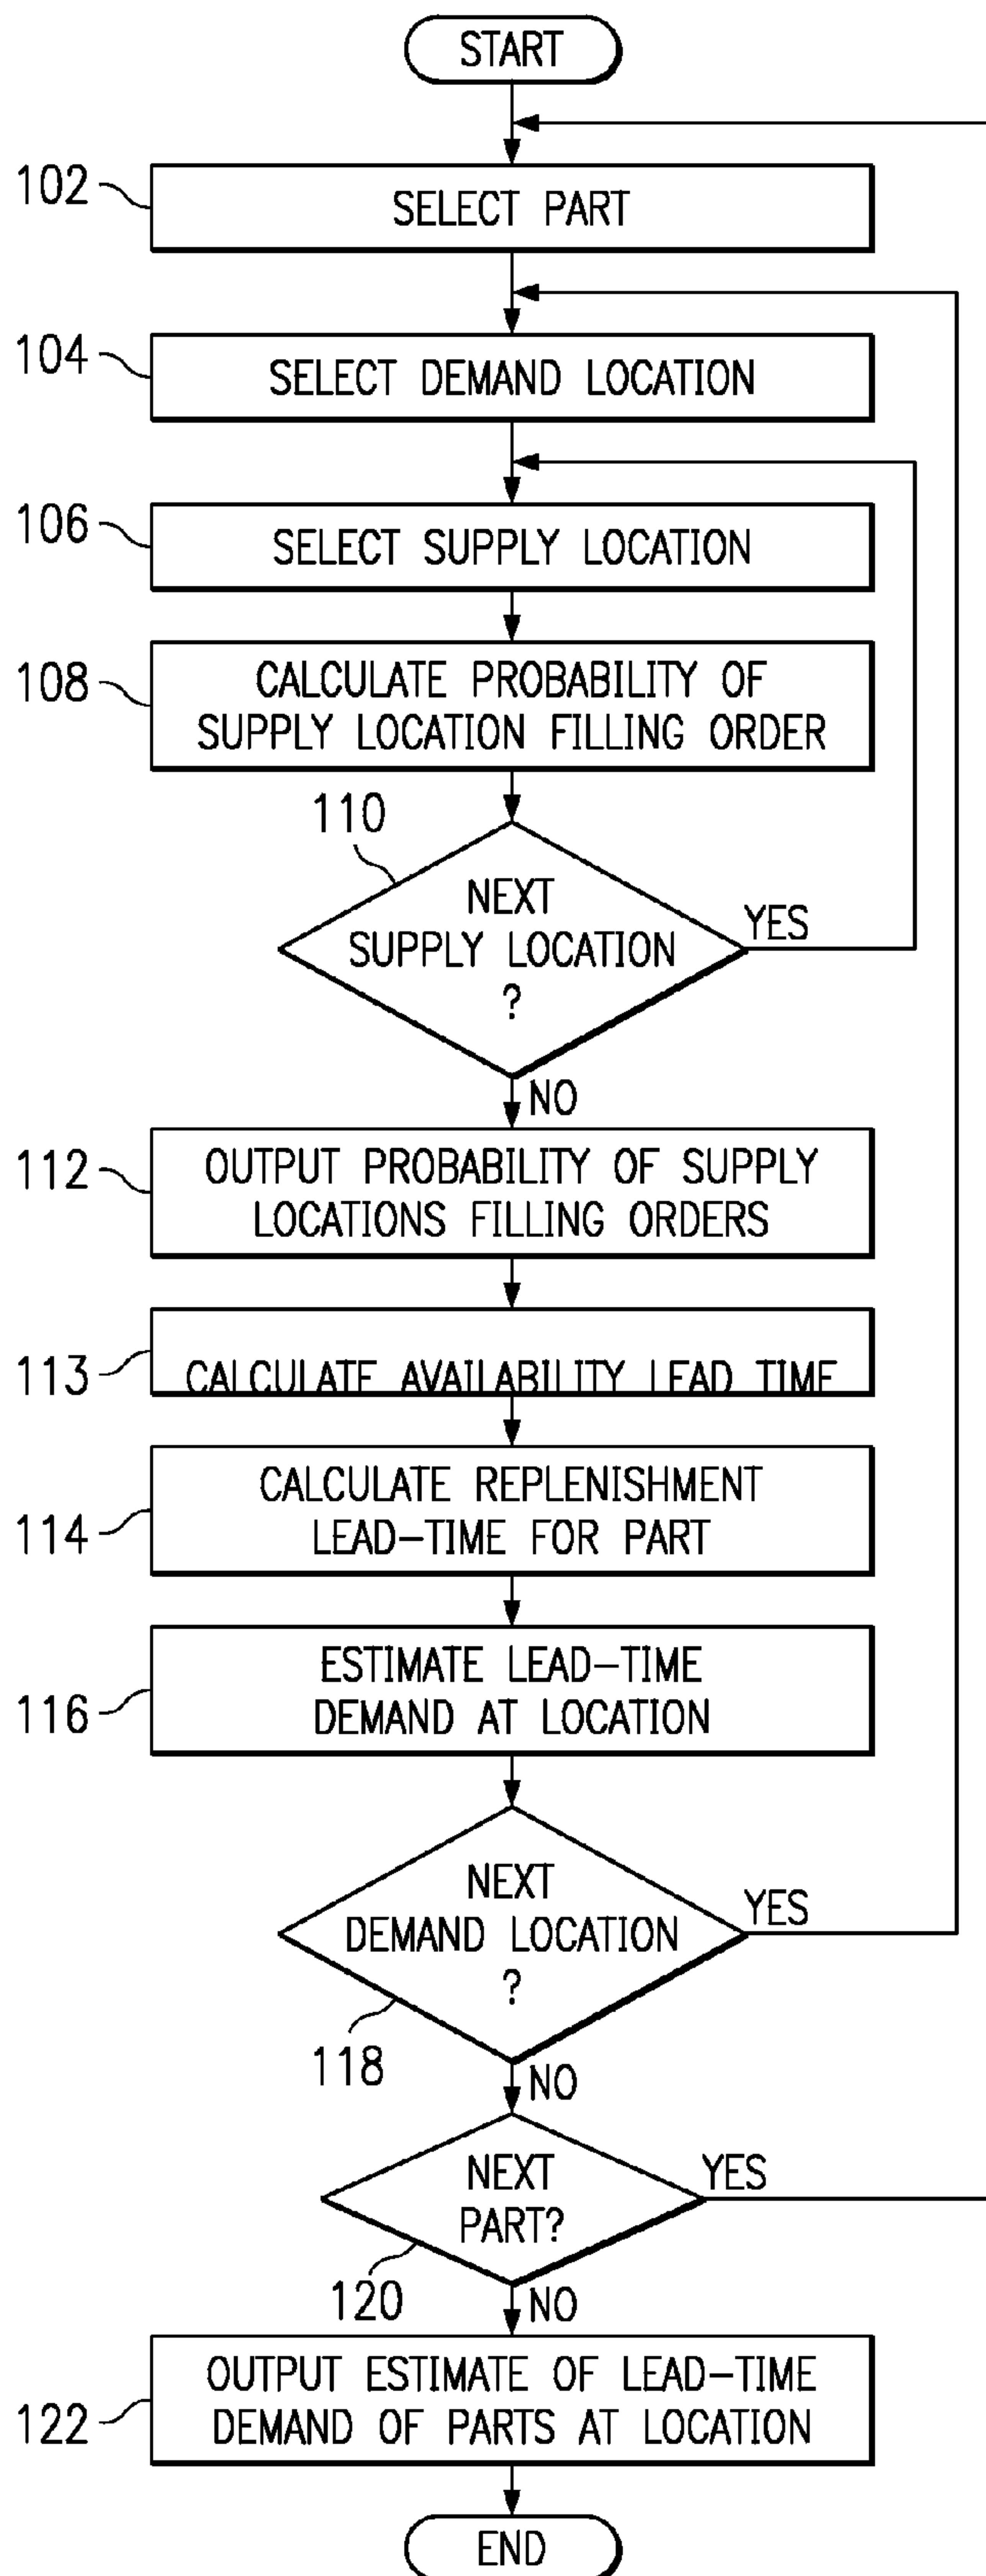 START
102
SELECT PART
104
SELECT DEMAND LOCATION
106
SELECT SUPPLY LOCATION
108
CALCULATE PROBABILITY OF
SUPPLY LOCATION FILLING ORDER
110
NEXT
SUPPLY LOCATION
?
YES
NO
112
OUTPUT PROBABILITY OF SUPPLY
LOCATIONS FILLING ORDERS
113
CALCULATE AVAILABILITY LEAD TIME
114
CALCULATE REPLENISHMENT
LEAD-TIME FOR PART
116
ESTIMATE LEAD-TIME
DEMAND AT LOCATION
NEXT
DEMAND LOCATION
?
YES
118
NO
NEXT
PART?
YES
120
NO
122
OUTPUT ESTIMATE OF LEAD-TIME
DEMAND OF PARTS AT LOCATION
END